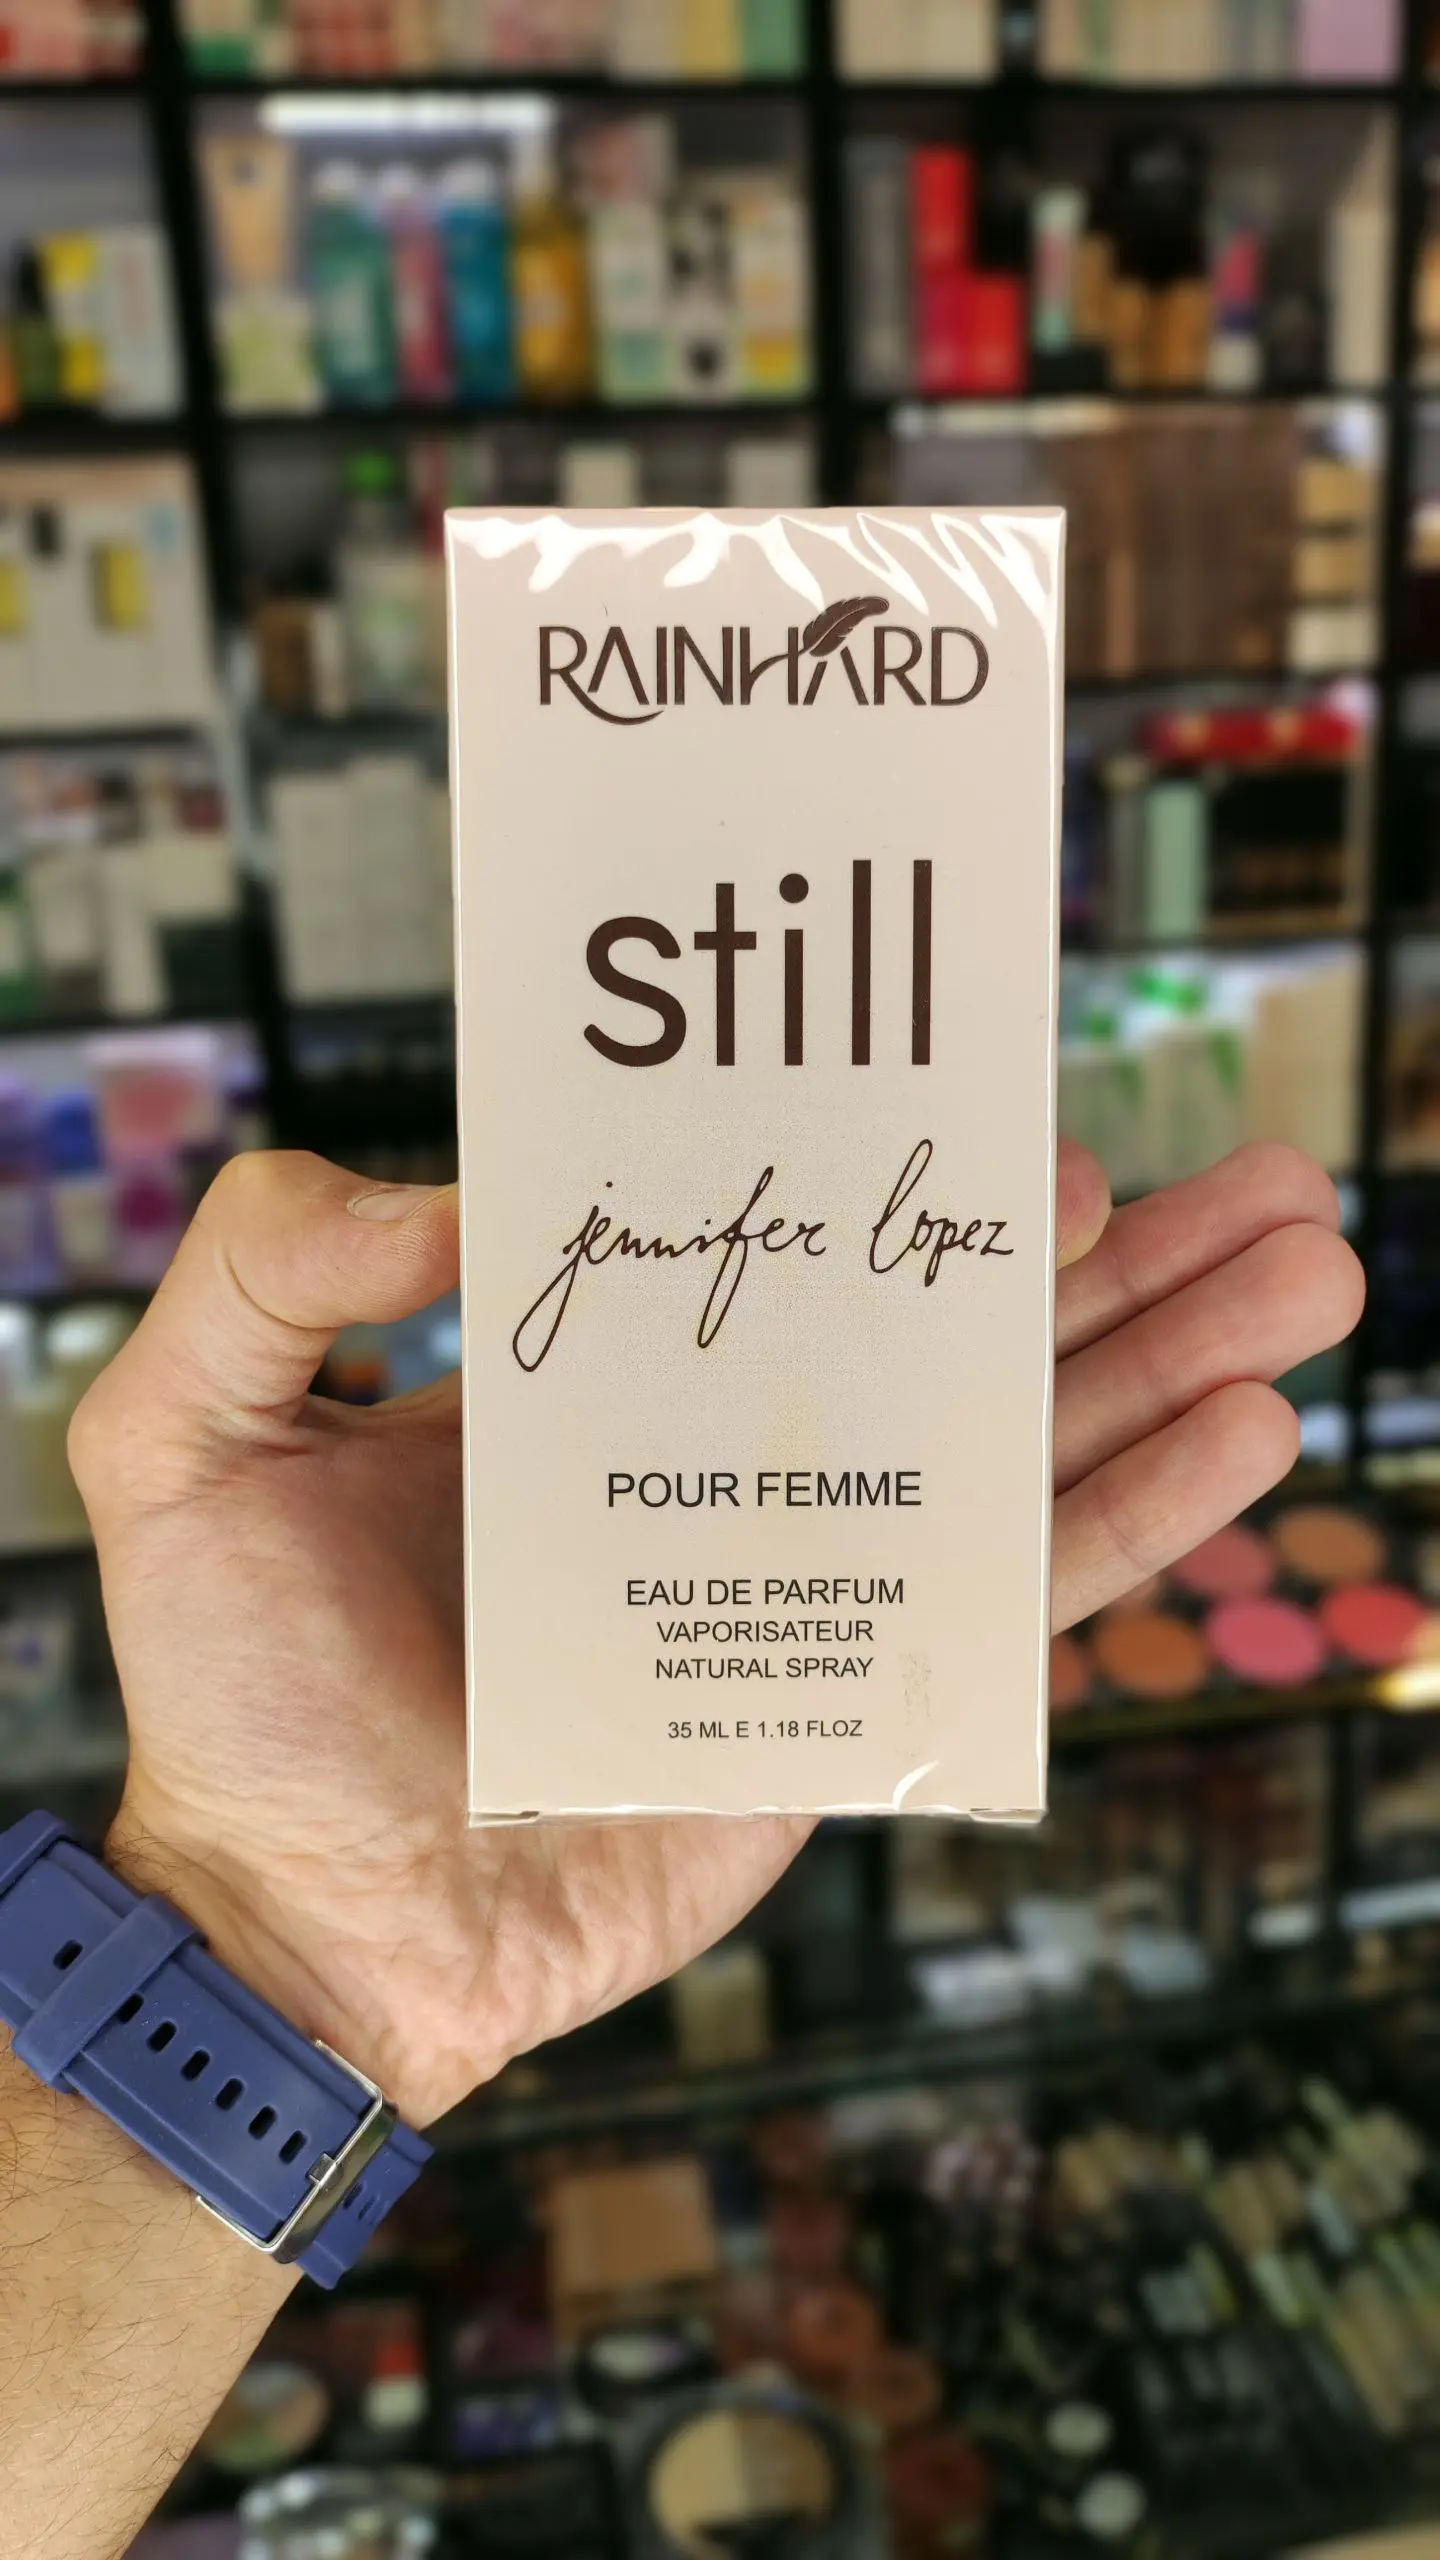 RAINHARD
still
jennifer lopez
POUR FEMME
EAU DE PARFUM
VAPORISATEUR
NATURAL SPRAY
35 ML E 1.18 FLOZ